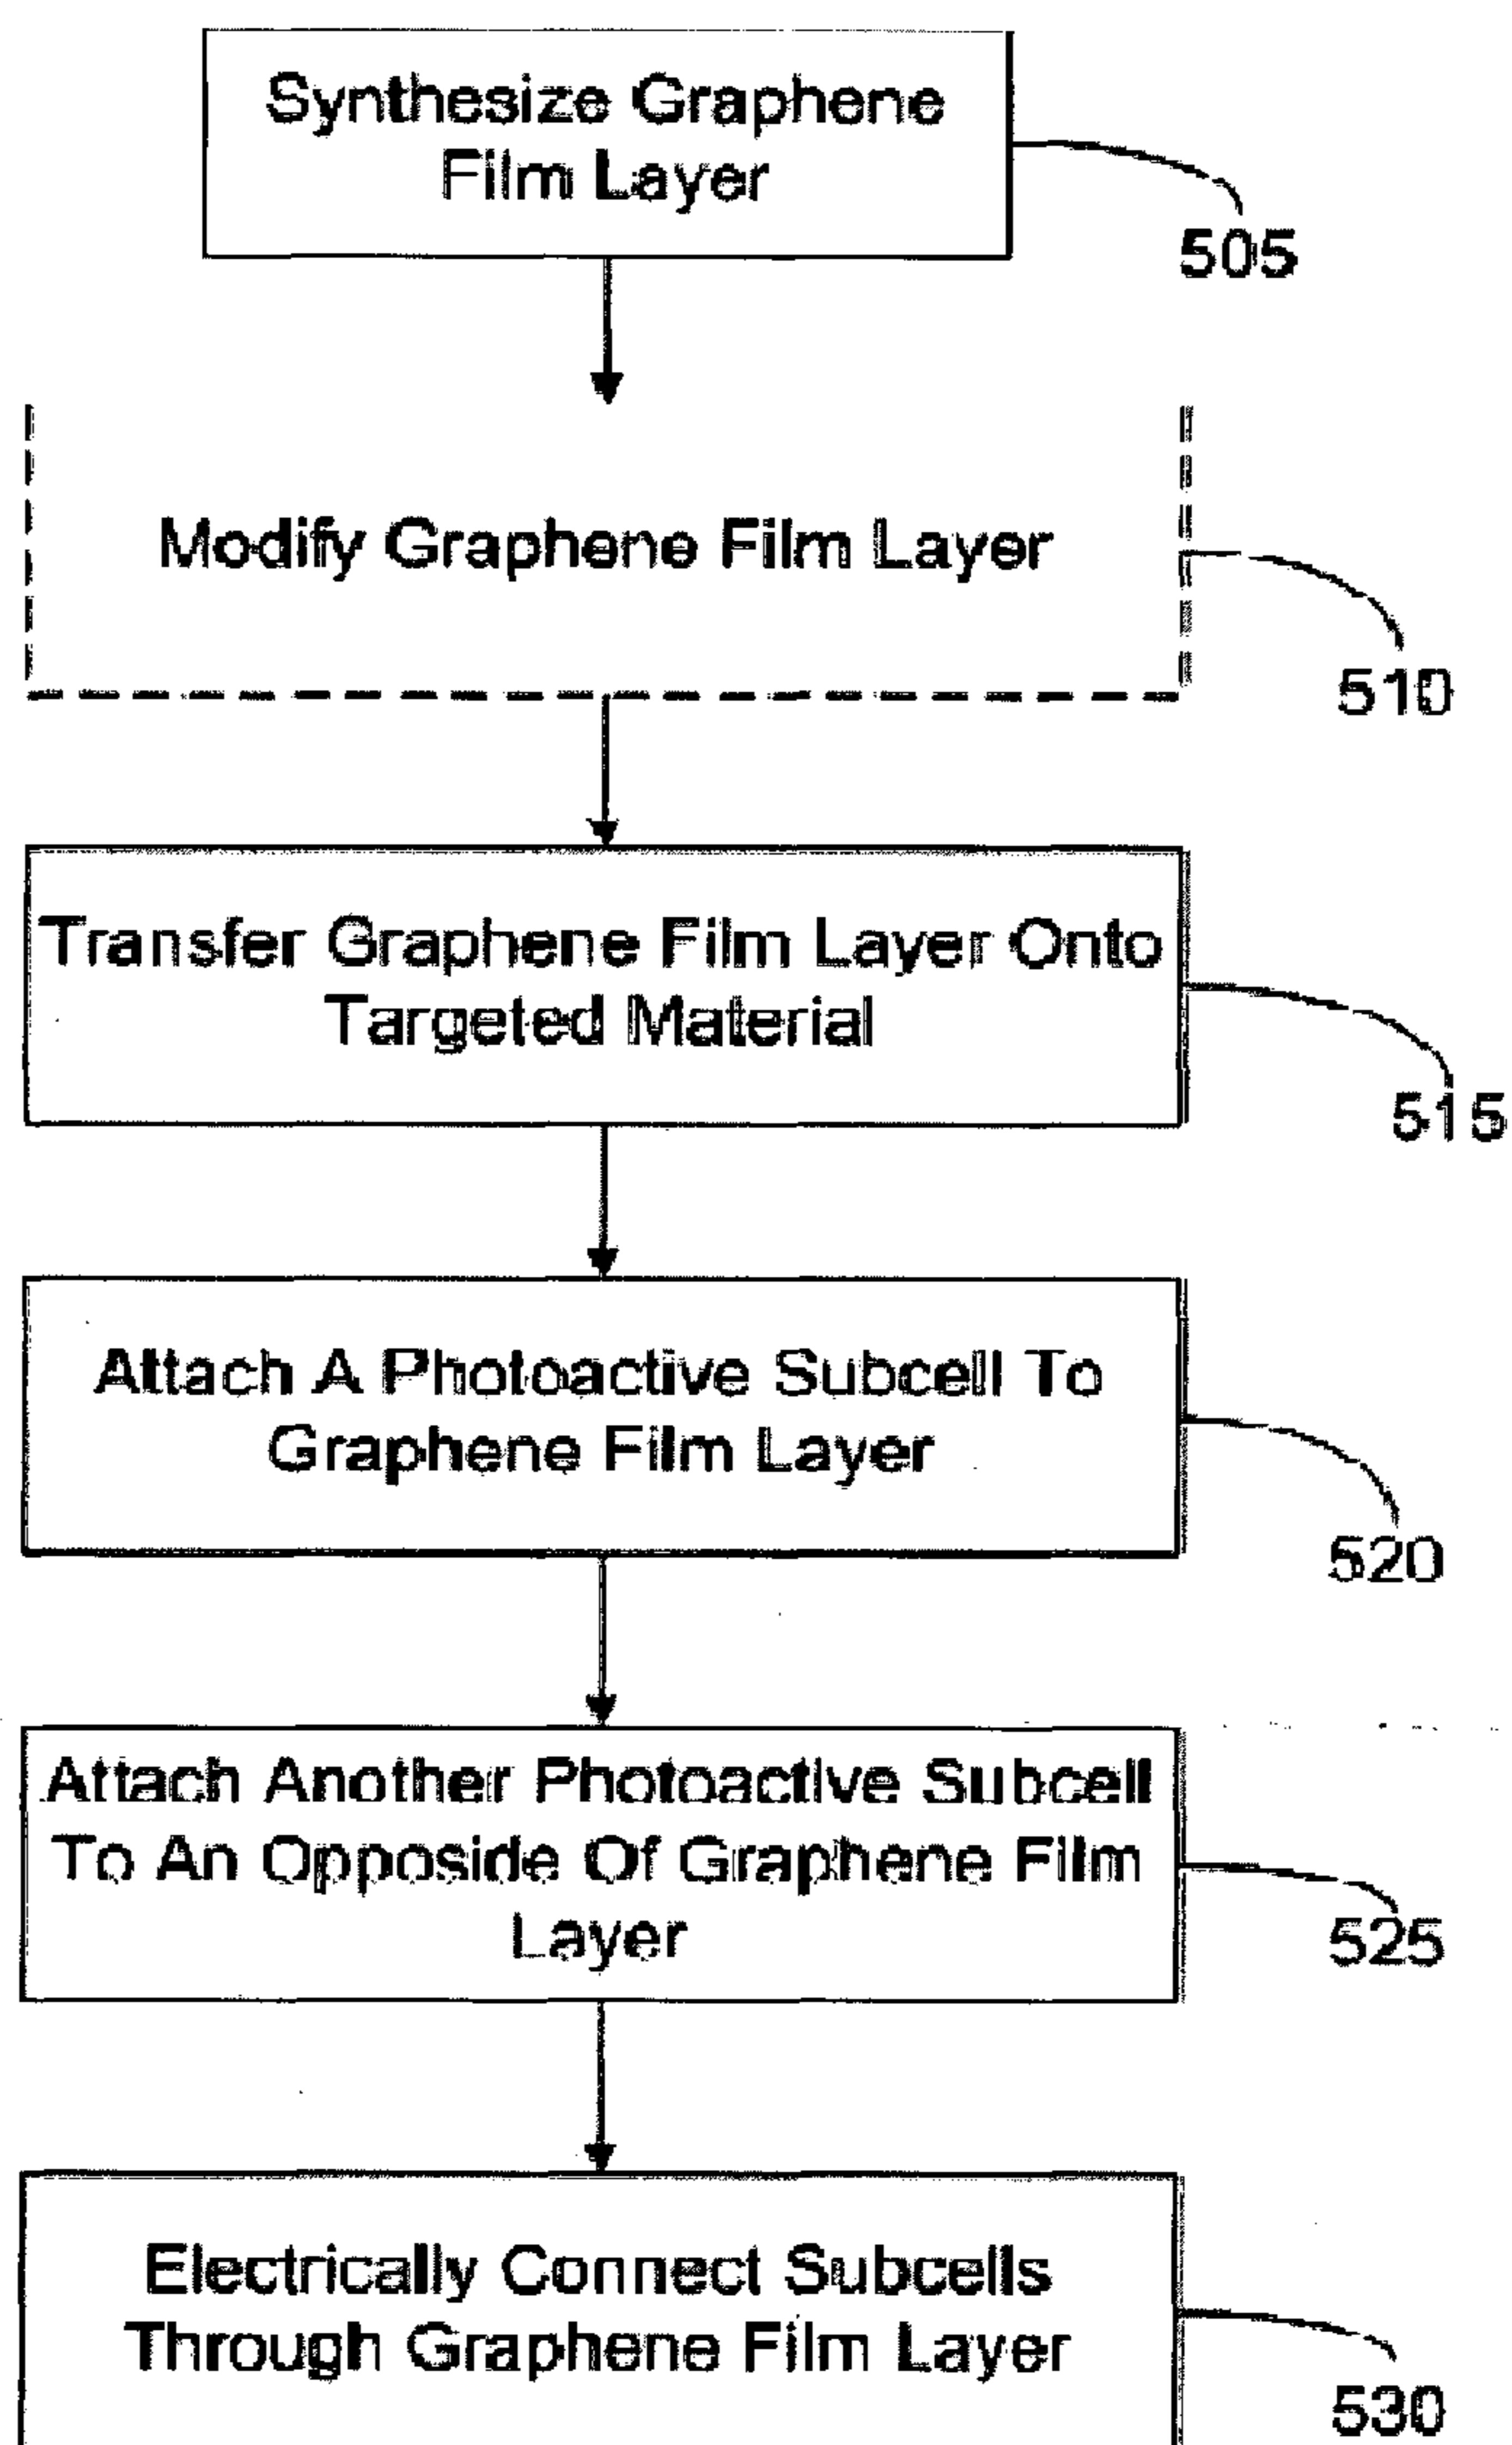 Synthesize Graphene
Film Layer
505
Modify Graphene Film Layer
510
Transfer Graphene Film Layer Onto
Targeted Material
515
Attach A Photoactive Subcell To
Graphene Film Layer
520
Attach Another Photoactive Subcell
To An Opposide Of Graphene Film
Layer
525
Electrically Connect Subcells
Through Graphene Film Layer
530